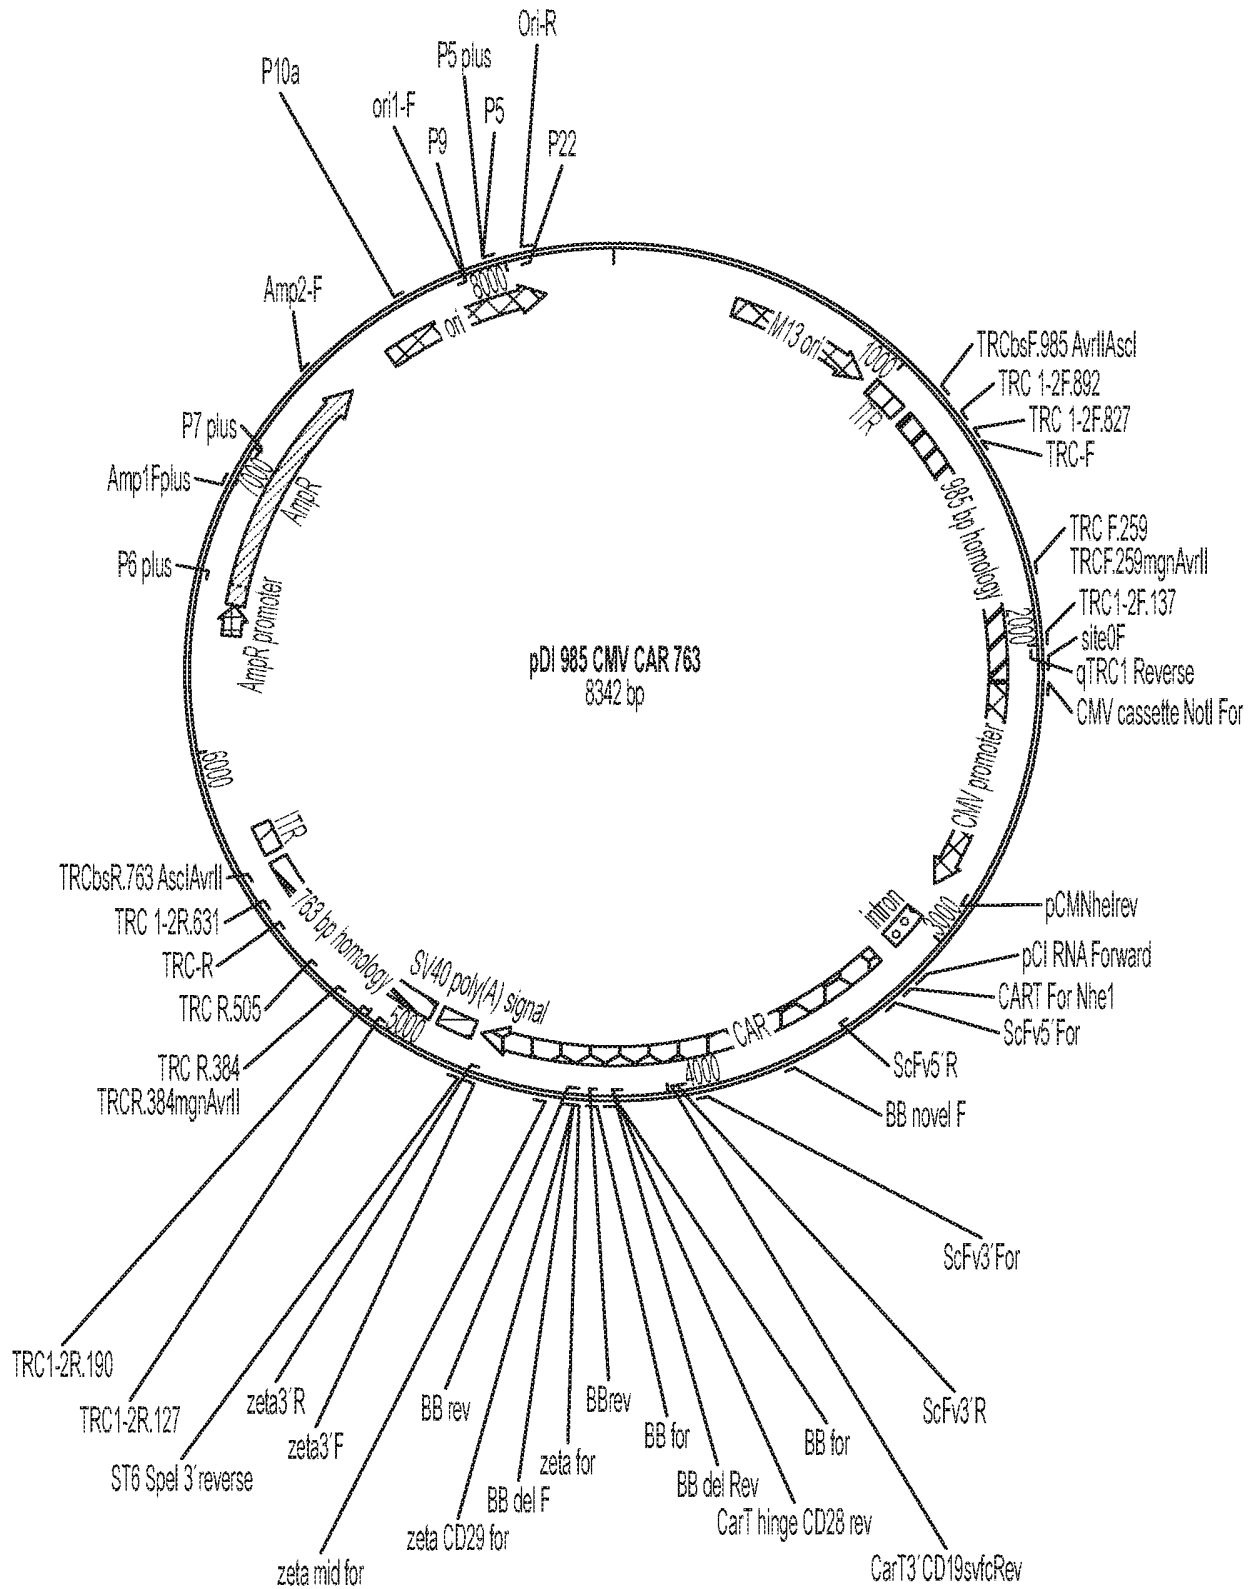 Ori-R
P5 plus
P10a
ori1-F
P5
P9
P22
Amp2-F
8000
ori
M13 ori
1000
TRCbsF.985 AvrIIAscI
TRC 1-2F.892
TRC 1-2F.827
TRC-F
ITR
P7 plus
Amp1Fplus
7000
AmpR
985 bp homology
TRC F.259
TRCF.259mgnAvrII
P6 plus
TRC1-2F.137
2000
site0F
qTRC1 Reverse
CMV cassette NotI For
AmpR promoter
pDI 985 CMV CAR 763
8342 bp
6000
CMV promoter
ITR
TRCbsR.763 AscIAvrII
TRC 1-2R.631
TRC-R
TRC R.505
TRC R.384
TRCR.384mgnAvrII
763 bp homology
SV40 poly(A) signal
5000
CAR
4000
intron
3000
pCMNheIrev
pCI RNA Forward
CART For Nhe1
ScFv5´For
ScFv5´R
BB novel F
ScFv3´For
TRC1-2R.190
TRC1-2R.127
ST6 SpeI 3´reverse
zeta3´R
zeta3´F
zeta mid for
BB rev
zeta CD29 for
BB del F
zeta for
BBrev
BB for
BB del Rev
CarT hinge CD28 rev
BB for
CarT3´CD19svfcRev
ScFv3´R